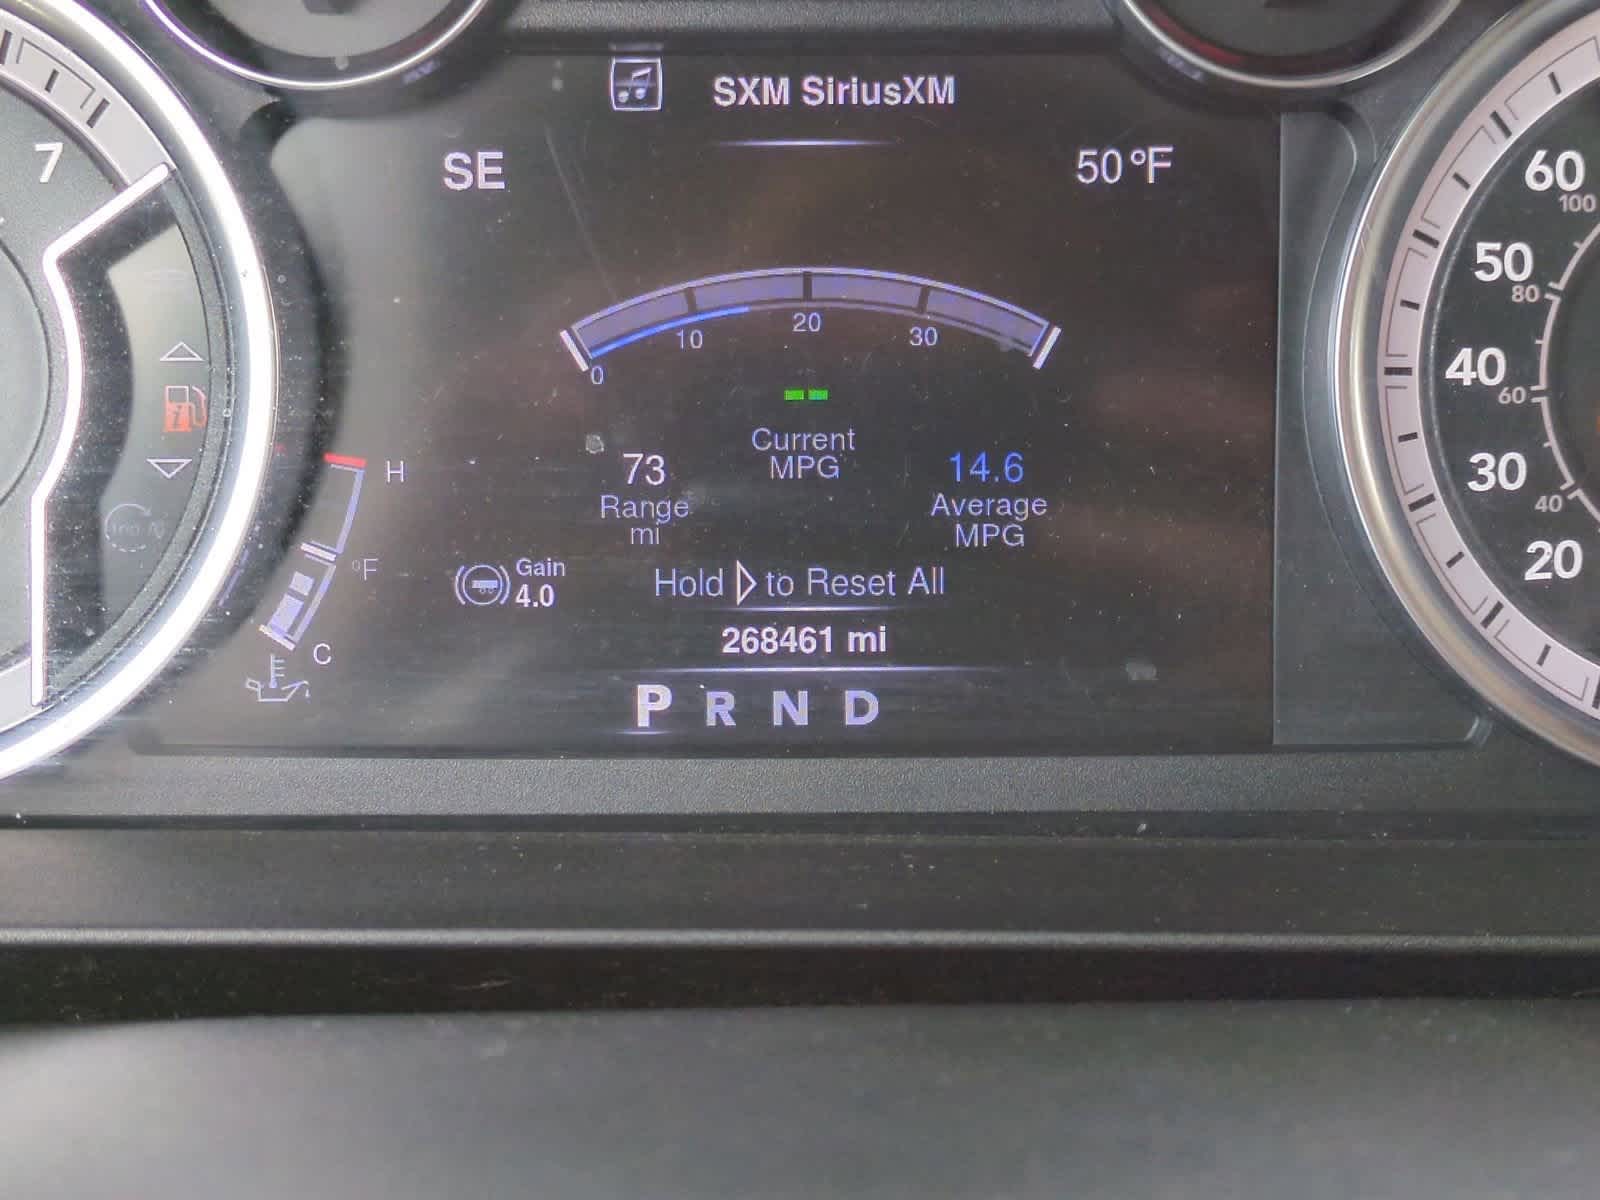 SXM SiriusXM
SE
50°F
7
10
20
30
0
Current
MPG
73
Range
mi
14.6
Average
MPG
H
°F
C
Gain
4.0
Hold ▷ to Reset All
268461 mi
P R N D
60
100
50
80
40
60
30
40
20